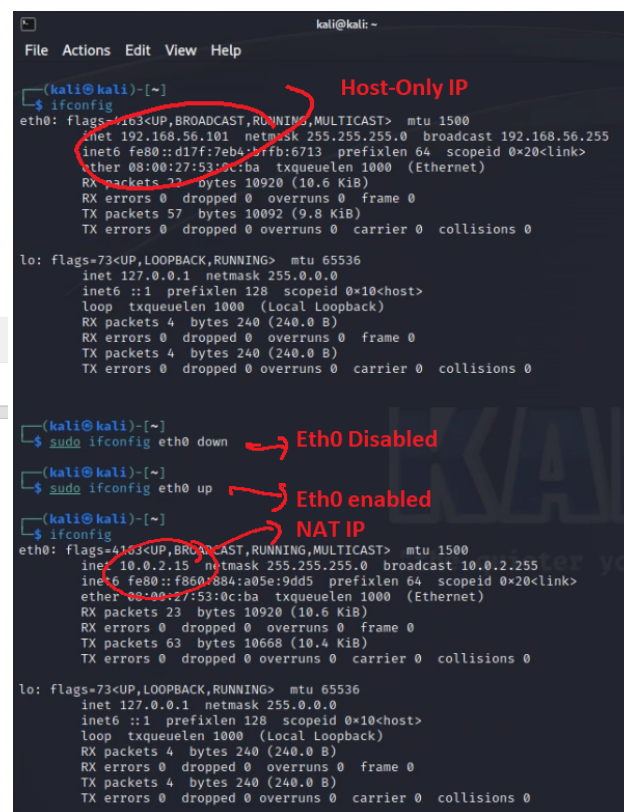 kali@kali: ~
File Actions Edit View Help
┌──(kali㉿kali)-[~]
└─$ ifconfig
Host-Only IP
eth0: flags=4163<UP,BROADCAST,RUNNING,MULTICAST> mtu 1500
inet 192.168.56.101 netmask 255.255.255.0 broadcast 192.168.56.255
inet6 fe80::d17f:7eb4:bffb:6713 prefixlen 64 scopeid 0×20<link>
ether 08:00:27:53:0c:ba txqueuelen 1000 (Ethernet)
RX packets 23 bytes 10920 (10.6 KiB)
RX errors 0 dropped 0 overruns 0 frame 0
TX packets 57 bytes 10092 (9.8 KiB)
TX errors 0 dropped 0 overruns 0 carrier 0 collisions 0
lo: flags=73<UP,LOOPBACK,RUNNING> mtu 65536
inet 127.0.0.1 netmask 255.0.0.0
inet6 ::1 prefixlen 128 scopeid 0×10<host>
loop txqueuelen 1000 (Local Loopback)
RX packets 4 bytes 240 (240.0 B)
RX errors 0 dropped 0 overruns 0 frame 0
TX packets 4 bytes 240 (240.0 B)
TX errors 0 dropped 0 overruns 0 carrier 0 collisions 0
┌──(kali㉿kali)-[~]
└─$ sudo ifconfig eth0 down
Eth0 Disabled
┌──(kali㉿kali)-[~]
└─$ sudo ifconfig eth0 up
Eth0 enabled
┌──(kali㉿kali)-[~]
└─$ ifconfig
NAT IP
eth0: flags=4163<UP,BROADCAST,RUNNING,MULTICAST> mtu 1500
inet 10.0.2.15 netmask 255.255.255.0 broadcast 10.0.2.255
inet6 fe80::f860:884:a05e:9dd5 prefixlen 64 scopeid 0×20<link>
ether 08:00:27:53:0c:ba txqueuelen 1000 (Ethernet)
RX packets 23 bytes 10920 (10.6 KiB)
RX errors 0 dropped 0 overruns 0 frame 0
TX packets 63 bytes 10668 (10.4 KiB)
TX errors 0 dropped 0 overruns 0 carrier 0 collisions 0
lo: flags=73<UP,LOOPBACK,RUNNING> mtu 65536
inet 127.0.0.1 netmask 255.0.0.0
inet6 ::1 prefixlen 128 scopeid 0×10<host>
loop txqueuelen 1000 (Local Loopback)
RX packets 4 bytes 240 (240.0 B)
RX errors 0 dropped 0 overruns 0 frame 0
TX packets 4 bytes 240 (240.0 B)
TX errors 0 dropped 0 overruns 0 carrier 0 collisions 0